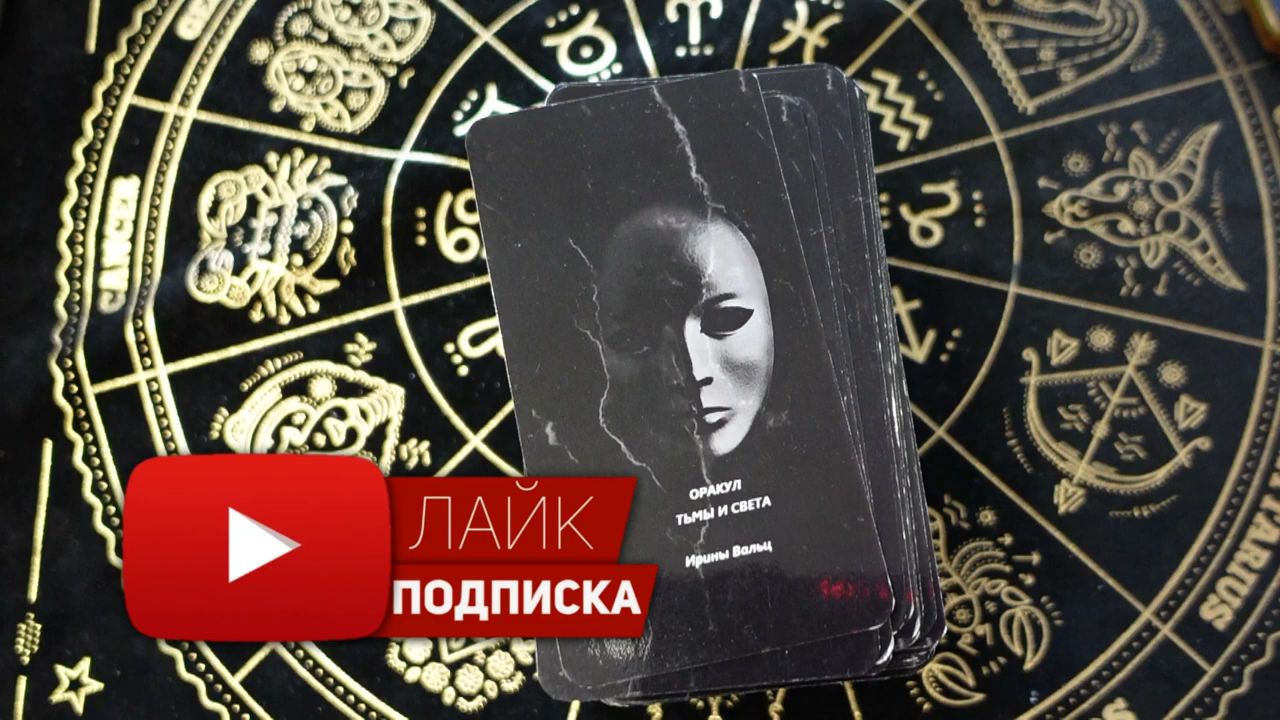 CANCER
ОРАКУЛ
ТЬМЫ И СВЕТА
Ирины Вальц
ЛАЙК
ПОДПИСКА